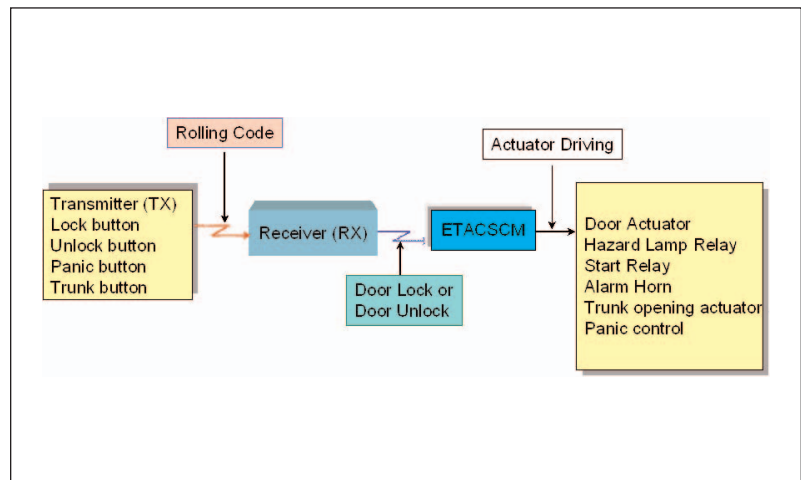 Rolling Code
Actuator Driving
Transmitter (TX)
Lock button
Unlock button
Panic button
Trunk button
Receiver (RX)
ETACSCM
Door Lock or
Door Unlock
Door Actuator
Hazard Lamp Relay
Start Relay
Alarm Horn
Trunk opening actuator
Panic control